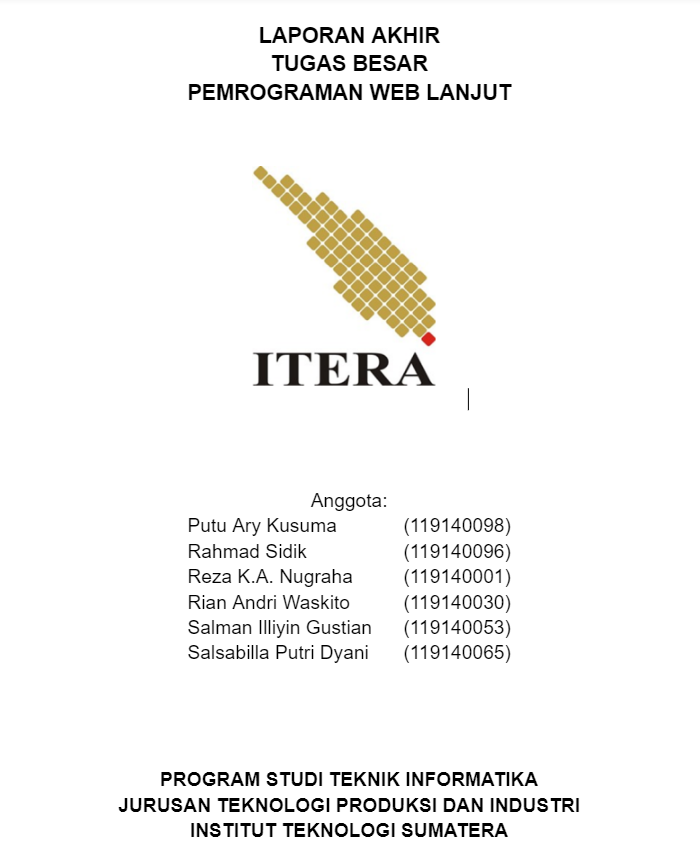 LAPORAN AKHIR
TUGAS BESAR
PEMROGRAMAN WEB LANJUT
ITERA
Anggota:
Putu Ary Kusuma (119140098)
Rahmad Sidik (119140096)
Reza K.A. Nugraha (119140001)
Rian Andri Waskito (119140030)
Salman Illiyin Gustian (119140053)
Salsabilla Putri Dyani (119140065)
PROGRAM STUDI TEKNIK INFORMATIKA
JURUSAN TEKNOLOGI PRODUKSI DAN INDUSTRI
INSTITUT TEKNOLOGI SUMATERA